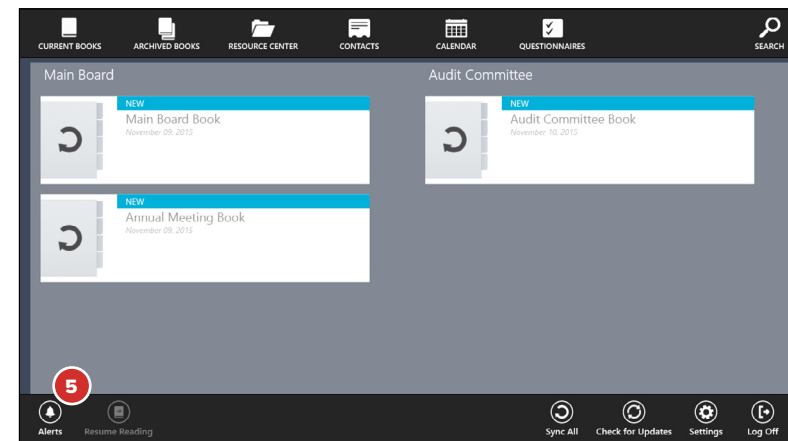 CURRENT BOOKS
ARCHIVED BOOKS
RESOURCE CENTER
CONTACTS
CALENDAR
QUESTIONNAIRES
SEARCH
Main Board
NEW
Main Board Book
November 09, 2015
NEW
Annual Meeting Book
November 09, 2015
Audit Committee
NEW
Audit Committee Book
November 10, 2015
5
Alerts
Resume Reading
Sync All
Check for Updates
Settings
Log Off